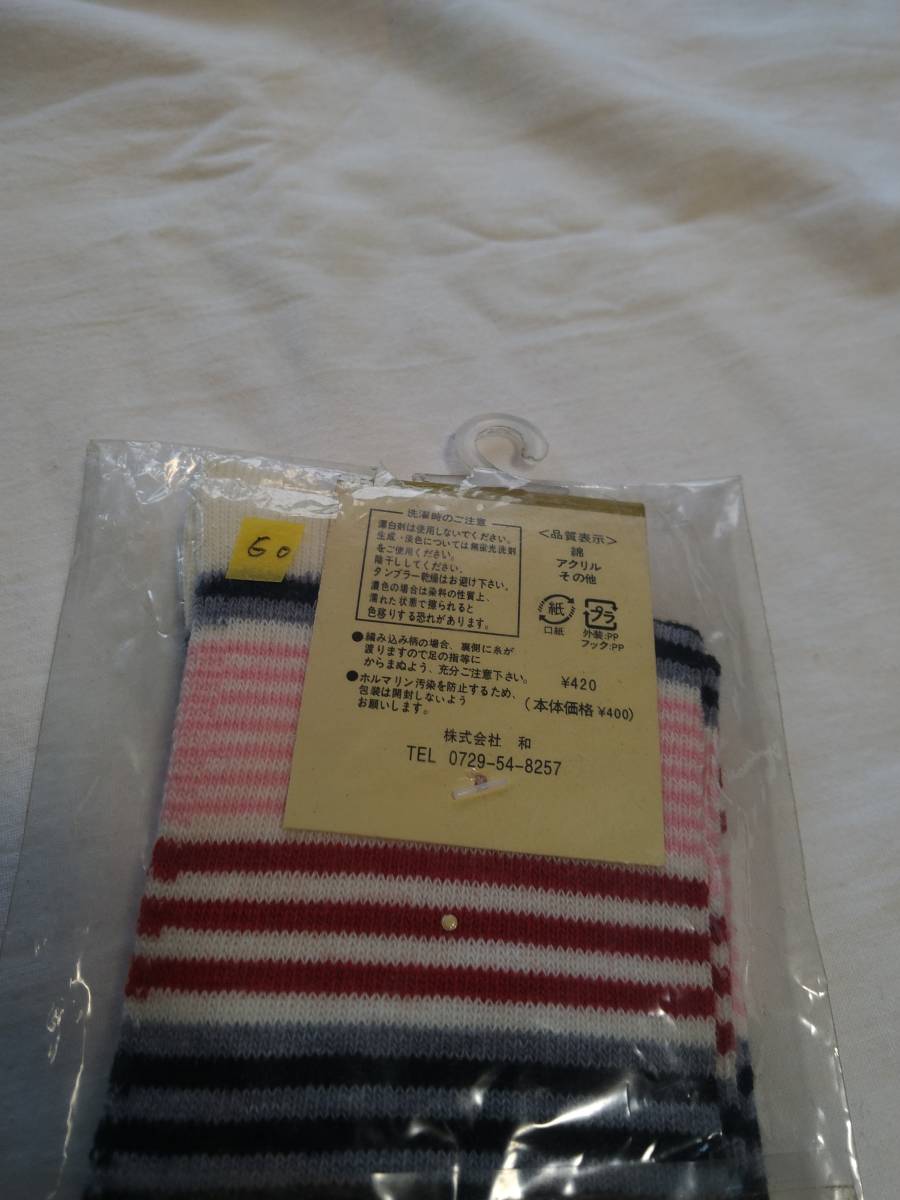 60
洗濯時のご注意
漂白剤は使用しないでください。
生成・淡色については無蛍光洗剤
をご使用ください。
陰干ししてください。
タンブラー乾燥はお避け下さい。
濃色の場合は染料の性質上、
濡れた状態で擦られると
色移りする恐れがあります。
●編み込み柄の場合、裏側に糸が
渡りますので足の指等に
からまぬよう、充分ご注意下さい。
●ホルマリン汚染を防止するため、
包装は開封しないよう
お願いします。
<品質表示>
綿
アクリル
その他
紙
口紙
プラ
外装:PP
フック:PP
¥420
(本体価格¥400)
株式会社 和
TEL 0729-54-8257